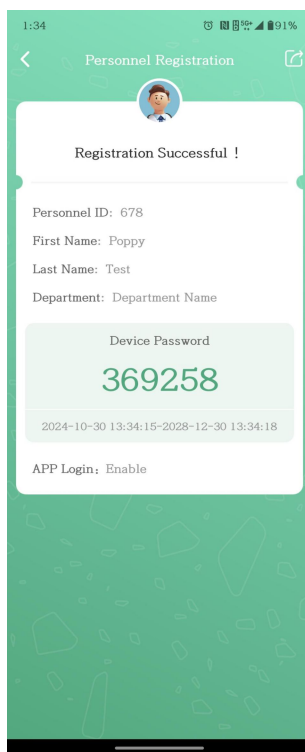 1:34 5G+ 91%
Personnel Registration
Registration Successful !
Personnel ID: 678
First Name: Poppy
Last Name: Test
Department: Department Name
Device Password
369258
2024-10-30 13:34:15-2028-12-30 13:34:18
APP Login: Enable